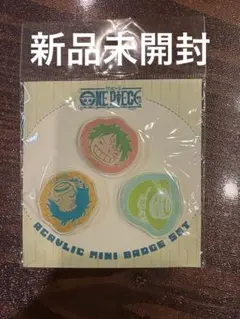 新品未開封
ONE PIECE
ACRYLIC MINI BADGE SET